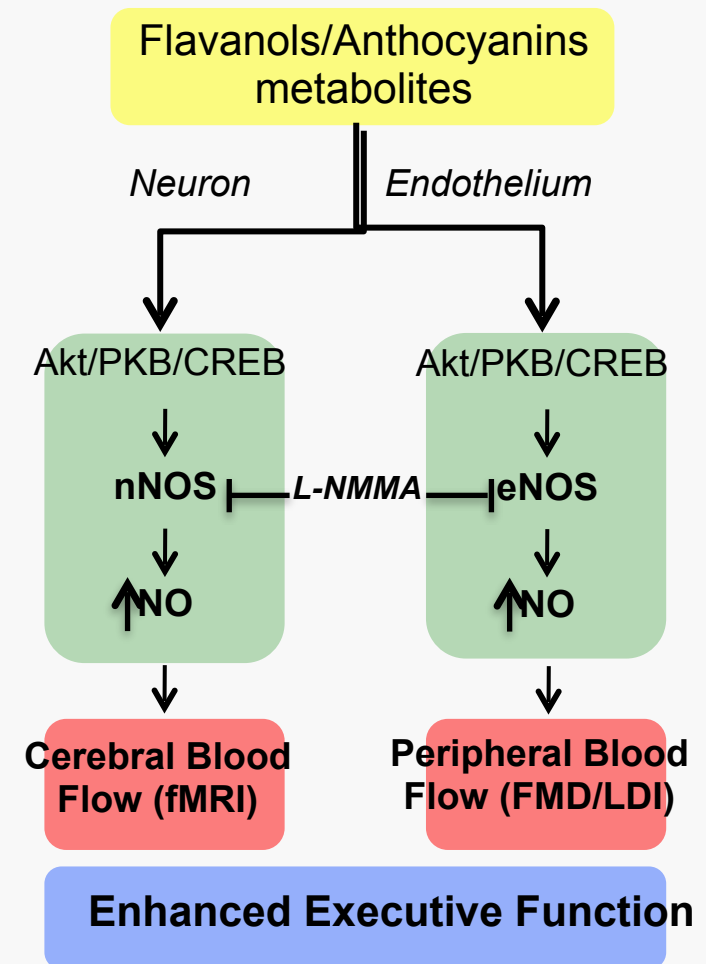 Flavanols/Anthocyanins
metabolites
Neuron
Endothelium
Akt/PKB/CREB
Akt/PKB/CREB
nNOS
L-NMMA
eNOS
NO
NO
Cerebral Blood
Flow (fMRI)
Peripheral Blood
Flow (FMD/LDI)
Enhanced Executive Function